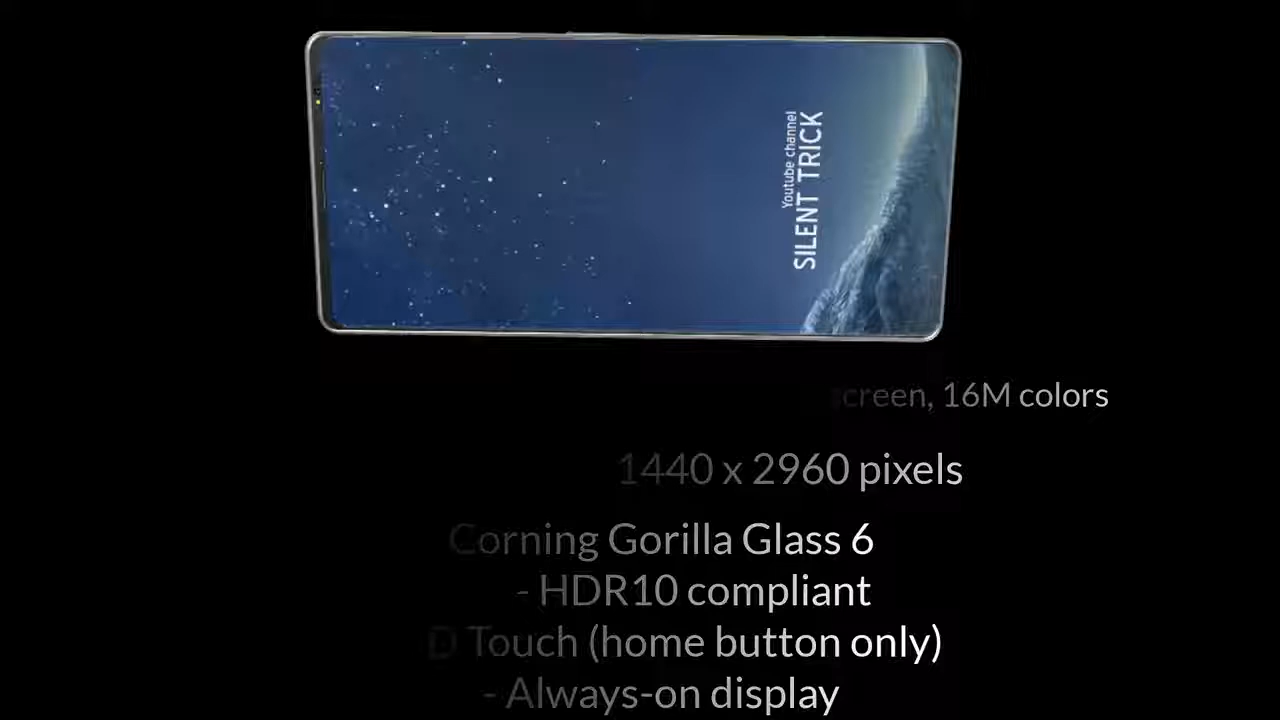 Youtube channel
SILENT TRICK
screen, 16M colors
1440 x 2960 pixels
Corning Gorilla Glass 6
- HDR10 compliant
D Touch (home button only)
- Always-on display